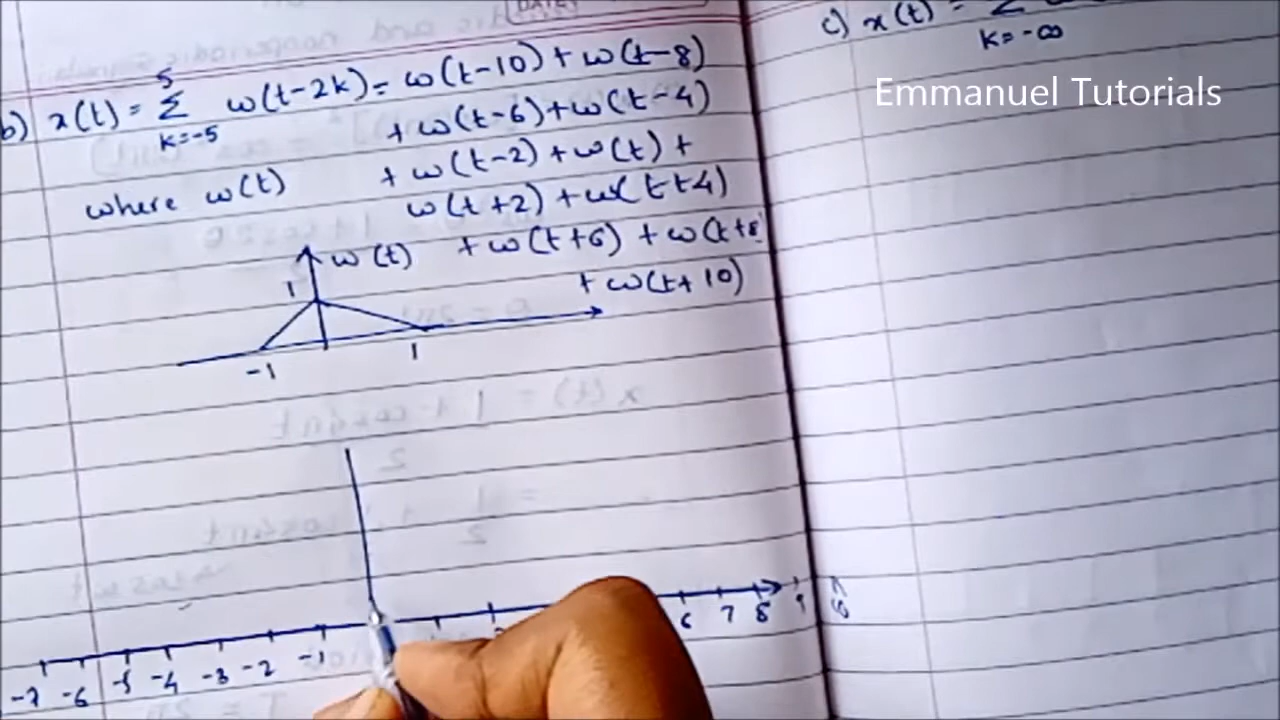 b) x(t) = Σ w(t-2k) = w(t-10) + w(t-8)
5
k=-5
+ w(t-6) + w(t-4)
where w(t)
+ w(t-2) + w(t) +
w(t+2) + w(t+4)
w(t)
+ w(t+6) + w(t+8
+ w(t+10)
1
-1
1
-7 -6 -5 -4 -3 -2 -1 6 7 8 9
c) x(t) =
k=-∞
Emmanuel Tutorials